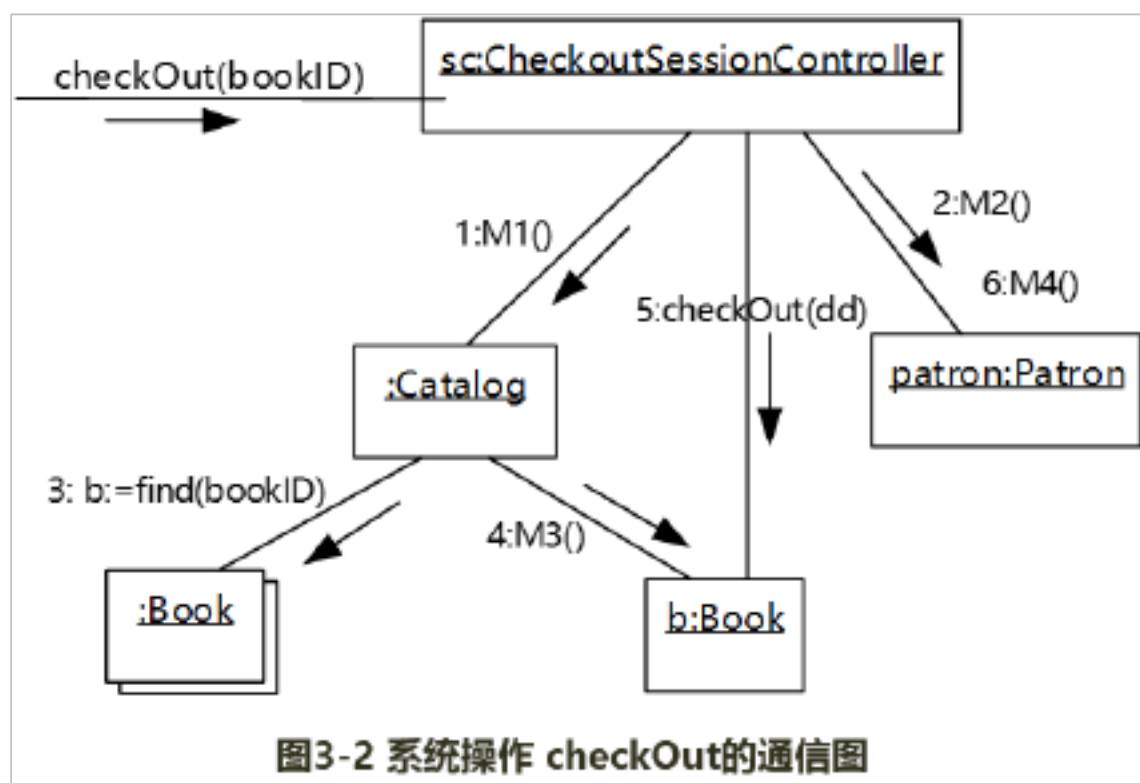 sc:CheckoutSessionController
checkOut(bookID)
1:M1()
2:M2()
5:checkOut(dd)
6:M4()
:Catalog
patron:Patron
3: b:=find(bookID)
4:M3()
:Book
b:Book
图3-2 系统操作 checkOut的通信图